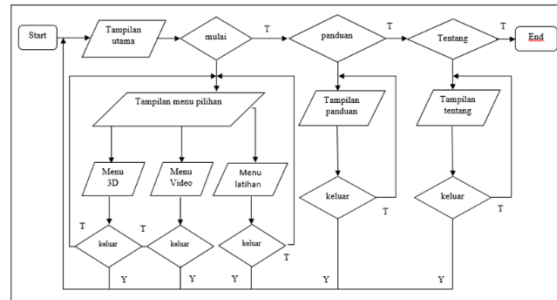 Start
Tampilan
utama
mulai
T
panduan
T
Tentang
T
End
Tampilan menu pilihan
Tampilan
panduan
Tampilan
tentang
Menu
3D
Menu
Video
Menu
latihan
keluar
T
keluar
T
keluar
T
keluar
T
keluar
T
Y
Y
Y
Y
Y